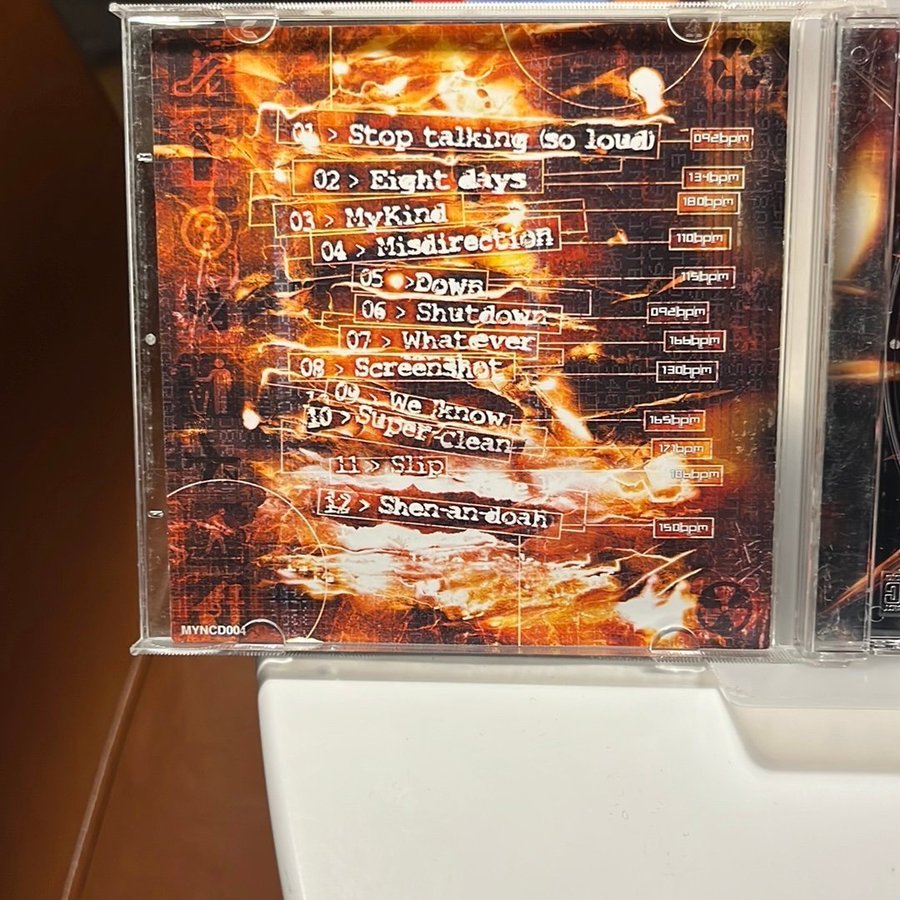 01 > Stop talking (so loud) 092bpm
02 > Eight days 134bpm
03 > MyKind 180bpm
04 > Misdirection 110bpm
05 >Down 115bpm
06 > Shutdown 092bpm
07 > Whatever 166bpm
08 > Screenshot 130bpm
09 > We know 165bpm
10 > Super-Clean 171bpm
11 > Slip 106bpm
12 > Shen-an-doah 150bpm
MYNCD004